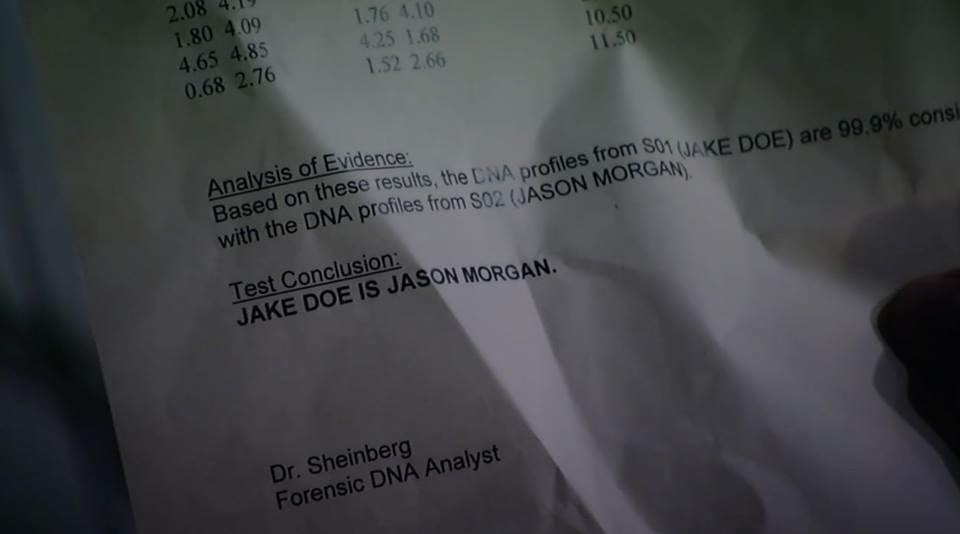 2.08 4.19
1.76 4.10
10.50
1.80 4.09
4.25 1.68
11.50
4.65 4.85
1.52 2.66
0.68 2.76
Analysis of Evidence:
Based on these results, the DNA profiles from S01 (JAKE DOE) are 99.9% consi
with the DNA profiles from S02 (JASON MORGAN).
Test Conclusion:
JAKE DOE IS JASON MORGAN.
Dr. Sheinberg
Forensic DNA Analyst